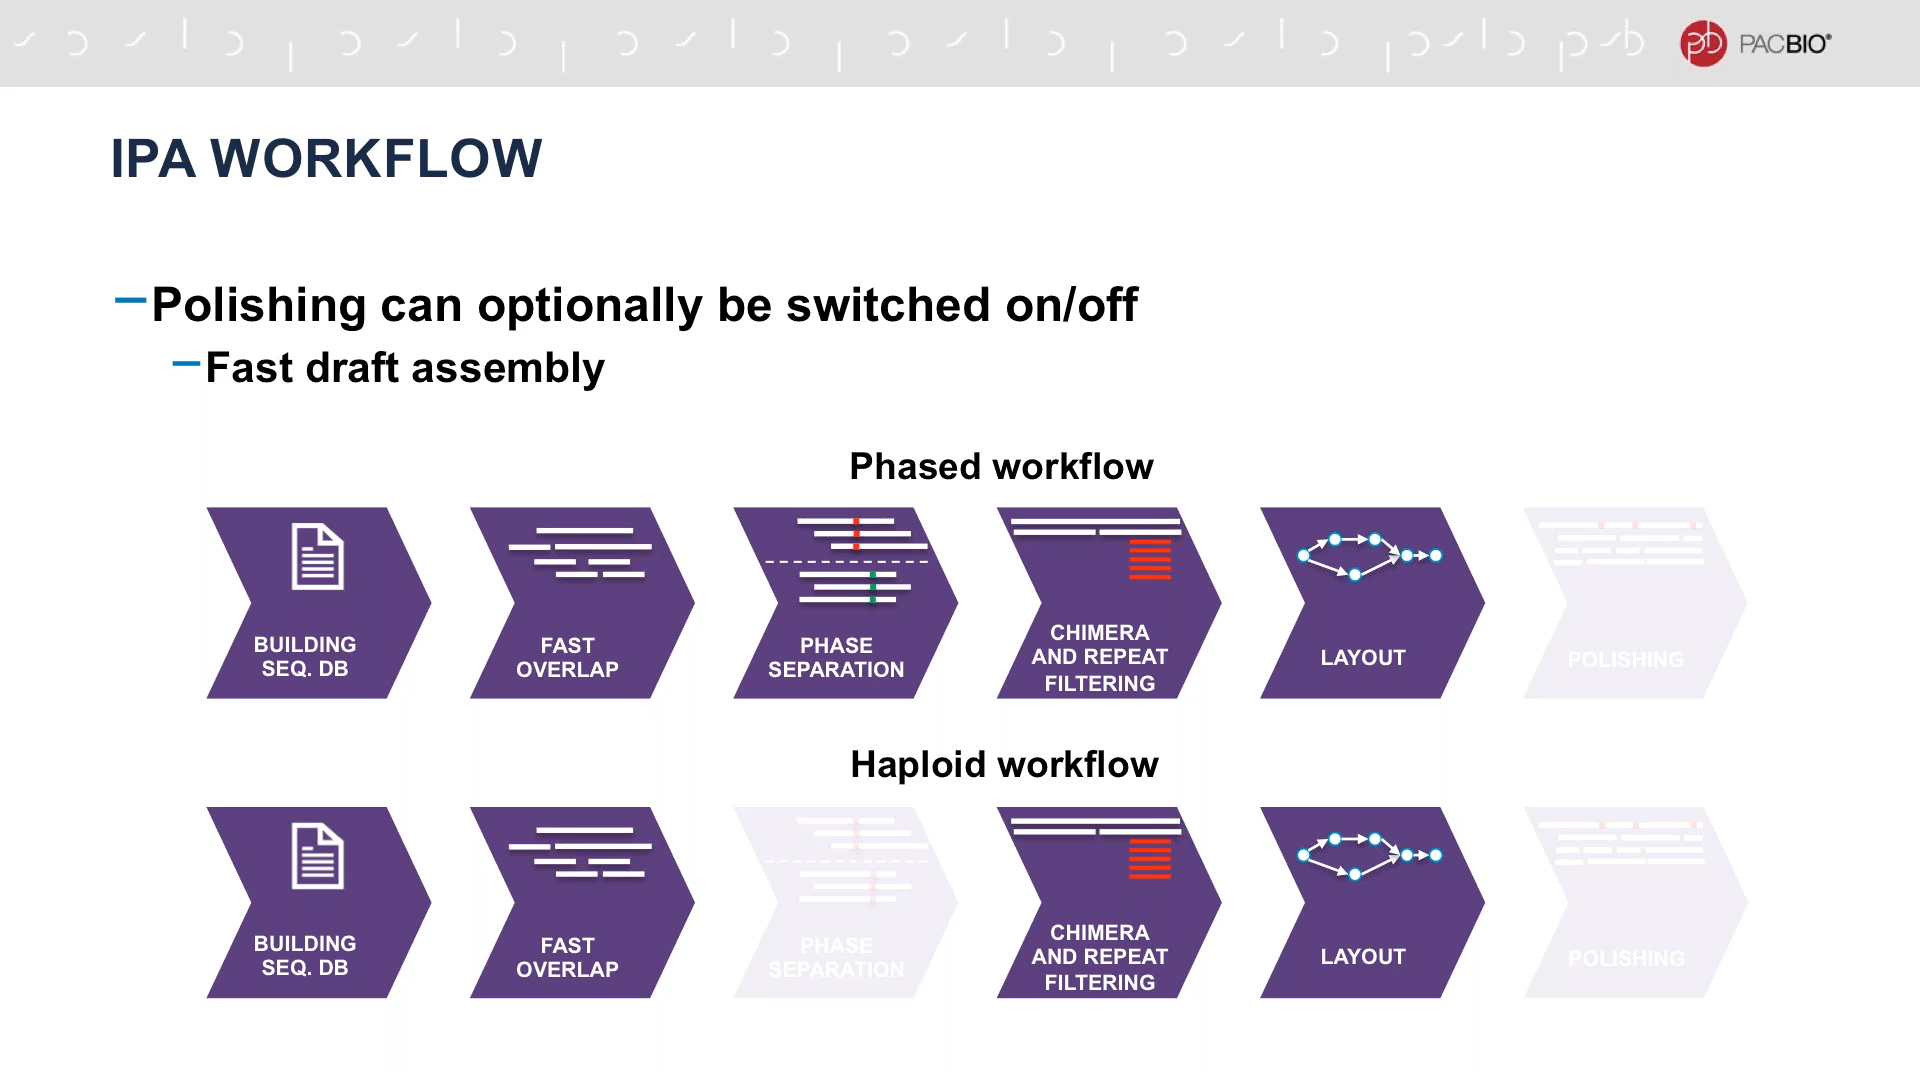 PACBIO®
IPA WORKFLOW
–Polishing can optionally be switched on/off
–Fast draft assembly
Phased workflow
BUILDING
SEQ. DB
FAST
OVERLAP
PHASE
SEPARATION
CHIMERA
AND REPEAT
FILTERING
LAYOUT
POLISHING
Haploid workflow
BUILDING
SEQ. DB
FAST
OVERLAP
PHASE
SEPARATION
CHIMERA
AND REPEAT
FILTERING
LAYOUT
POLISHING